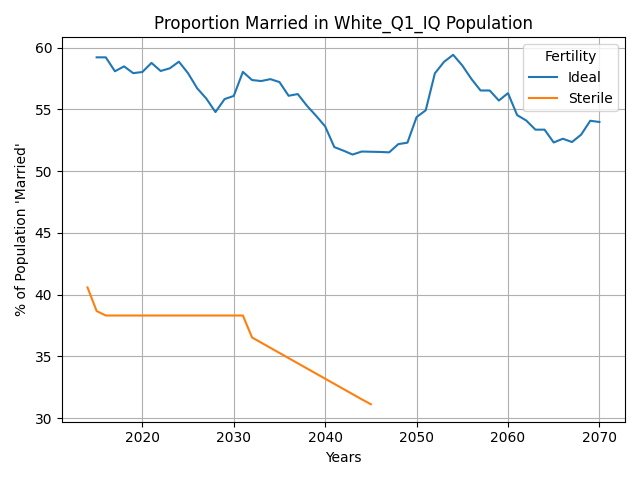 Proportion Married in White_Q1_IQ Population
% of Population 'Married'
60
55
50
45
40
35
30
Fertility
Ideal
Sterile
2020 2030 2040 2050 2060 2070
Years